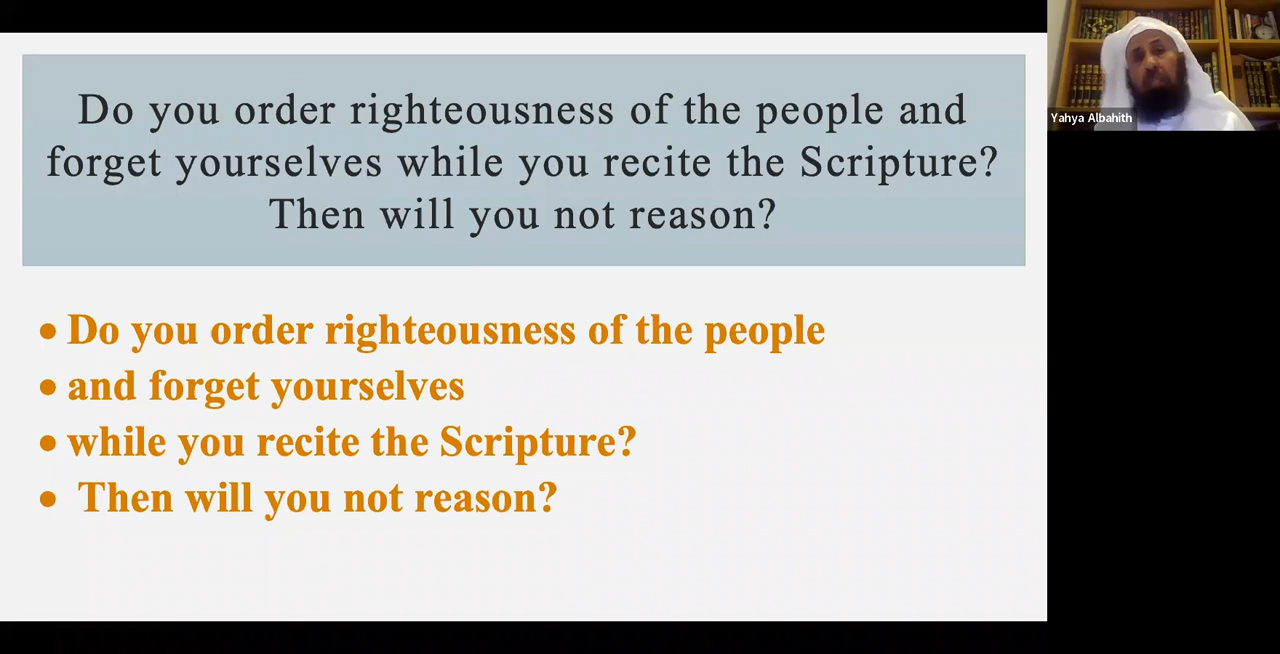 Do you order righteousness of the people and
forget yourselves while you recite the Scripture?
Then will you not reason?
• Do you order righteousness of the people
• and forget yourselves
• while you recite the Scripture?
• Then will you not reason?
Yahya Albahith